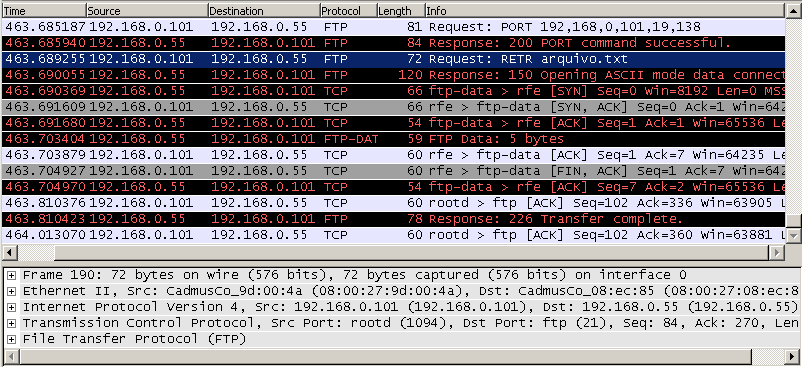 Time Source Destination Protocol Length Info
463.685187 192.168.0.101 192.168.0.55 FTP 81 Request: PORT 192,168,0,101,19,138
463.685940 192.168.0.55 192.168.0.101 FTP 84 Response: 200 PORT command successful.
463.689255 192.168.0.101 192.168.0.55 FTP 72 Request: RETR arquivo.txt
463.690055 192.168.0.55 192.168.0.101 FTP 120 Response: 150 Opening ASCII mode data connect
463.690369 192.168.0.55 192.168.0.101 TCP 66 ftp-data > rfe [SYN] Seq=0 Win=8192 Len=0 MSS
463.691609 192.168.0.101 192.168.0.55 TCP 66 rfe > ftp-data [SYN, ACK] Seq=0 Ack=1 Win=642
463.691680 192.168.0.55 192.168.0.101 TCP 54 ftp-data > rfe [ACK] Seq=1 Ack=1 Win=65536 Le
463.703404 192.168.0.55 192.168.0.101 FTP-DAT 59 FTP Data: 5 bytes
463.703879 192.168.0.101 192.168.0.55 TCP 60 rfe > ftp-data [ACK] Seq=1 Ack=7 Win=64235 Le
463.704927 192.168.0.101 192.168.0.55 TCP 60 rfe > ftp-data [FIN, ACK] Seq=1 Ack=7 Win=642
463.704970 192.168.0.55 192.168.0.101 TCP 54 ftp-data > rfe [ACK] Seq=7 Ack=2 Win=65536 Le
463.810376 192.168.0.101 192.168.0.55 TCP 60 rootd > ftp [ACK] Seq=102 Ack=336 Win=63905 L
463.810423 192.168.0.55 192.168.0.101 FTP 78 Response: 226 Transfer complete.
464.013070 192.168.0.101 192.168.0.55 TCP 60 rootd > ftp [ACK] Seq=102 Ack=360 Win=63881 L
Frame 190: 72 bytes on wire (576 bits), 72 bytes captured (576 bits) on interface 0
Ethernet II, Src: CadmusCo_9d:00:4a (08:00:27:9d:00:4a), Dst: CadmusCo_08:ec:85 (08:00:27:08:ec:8
Internet Protocol Version 4, Src: 192.168.0.101 (192.168.0.101), Dst: 192.168.0.55 (192.168.0.55)
Transmission Control Protocol, Src Port: rootd (1094), Dst Port: ftp (21), Seq: 84, Ack: 270, Len
File Transfer Protocol (FTP)